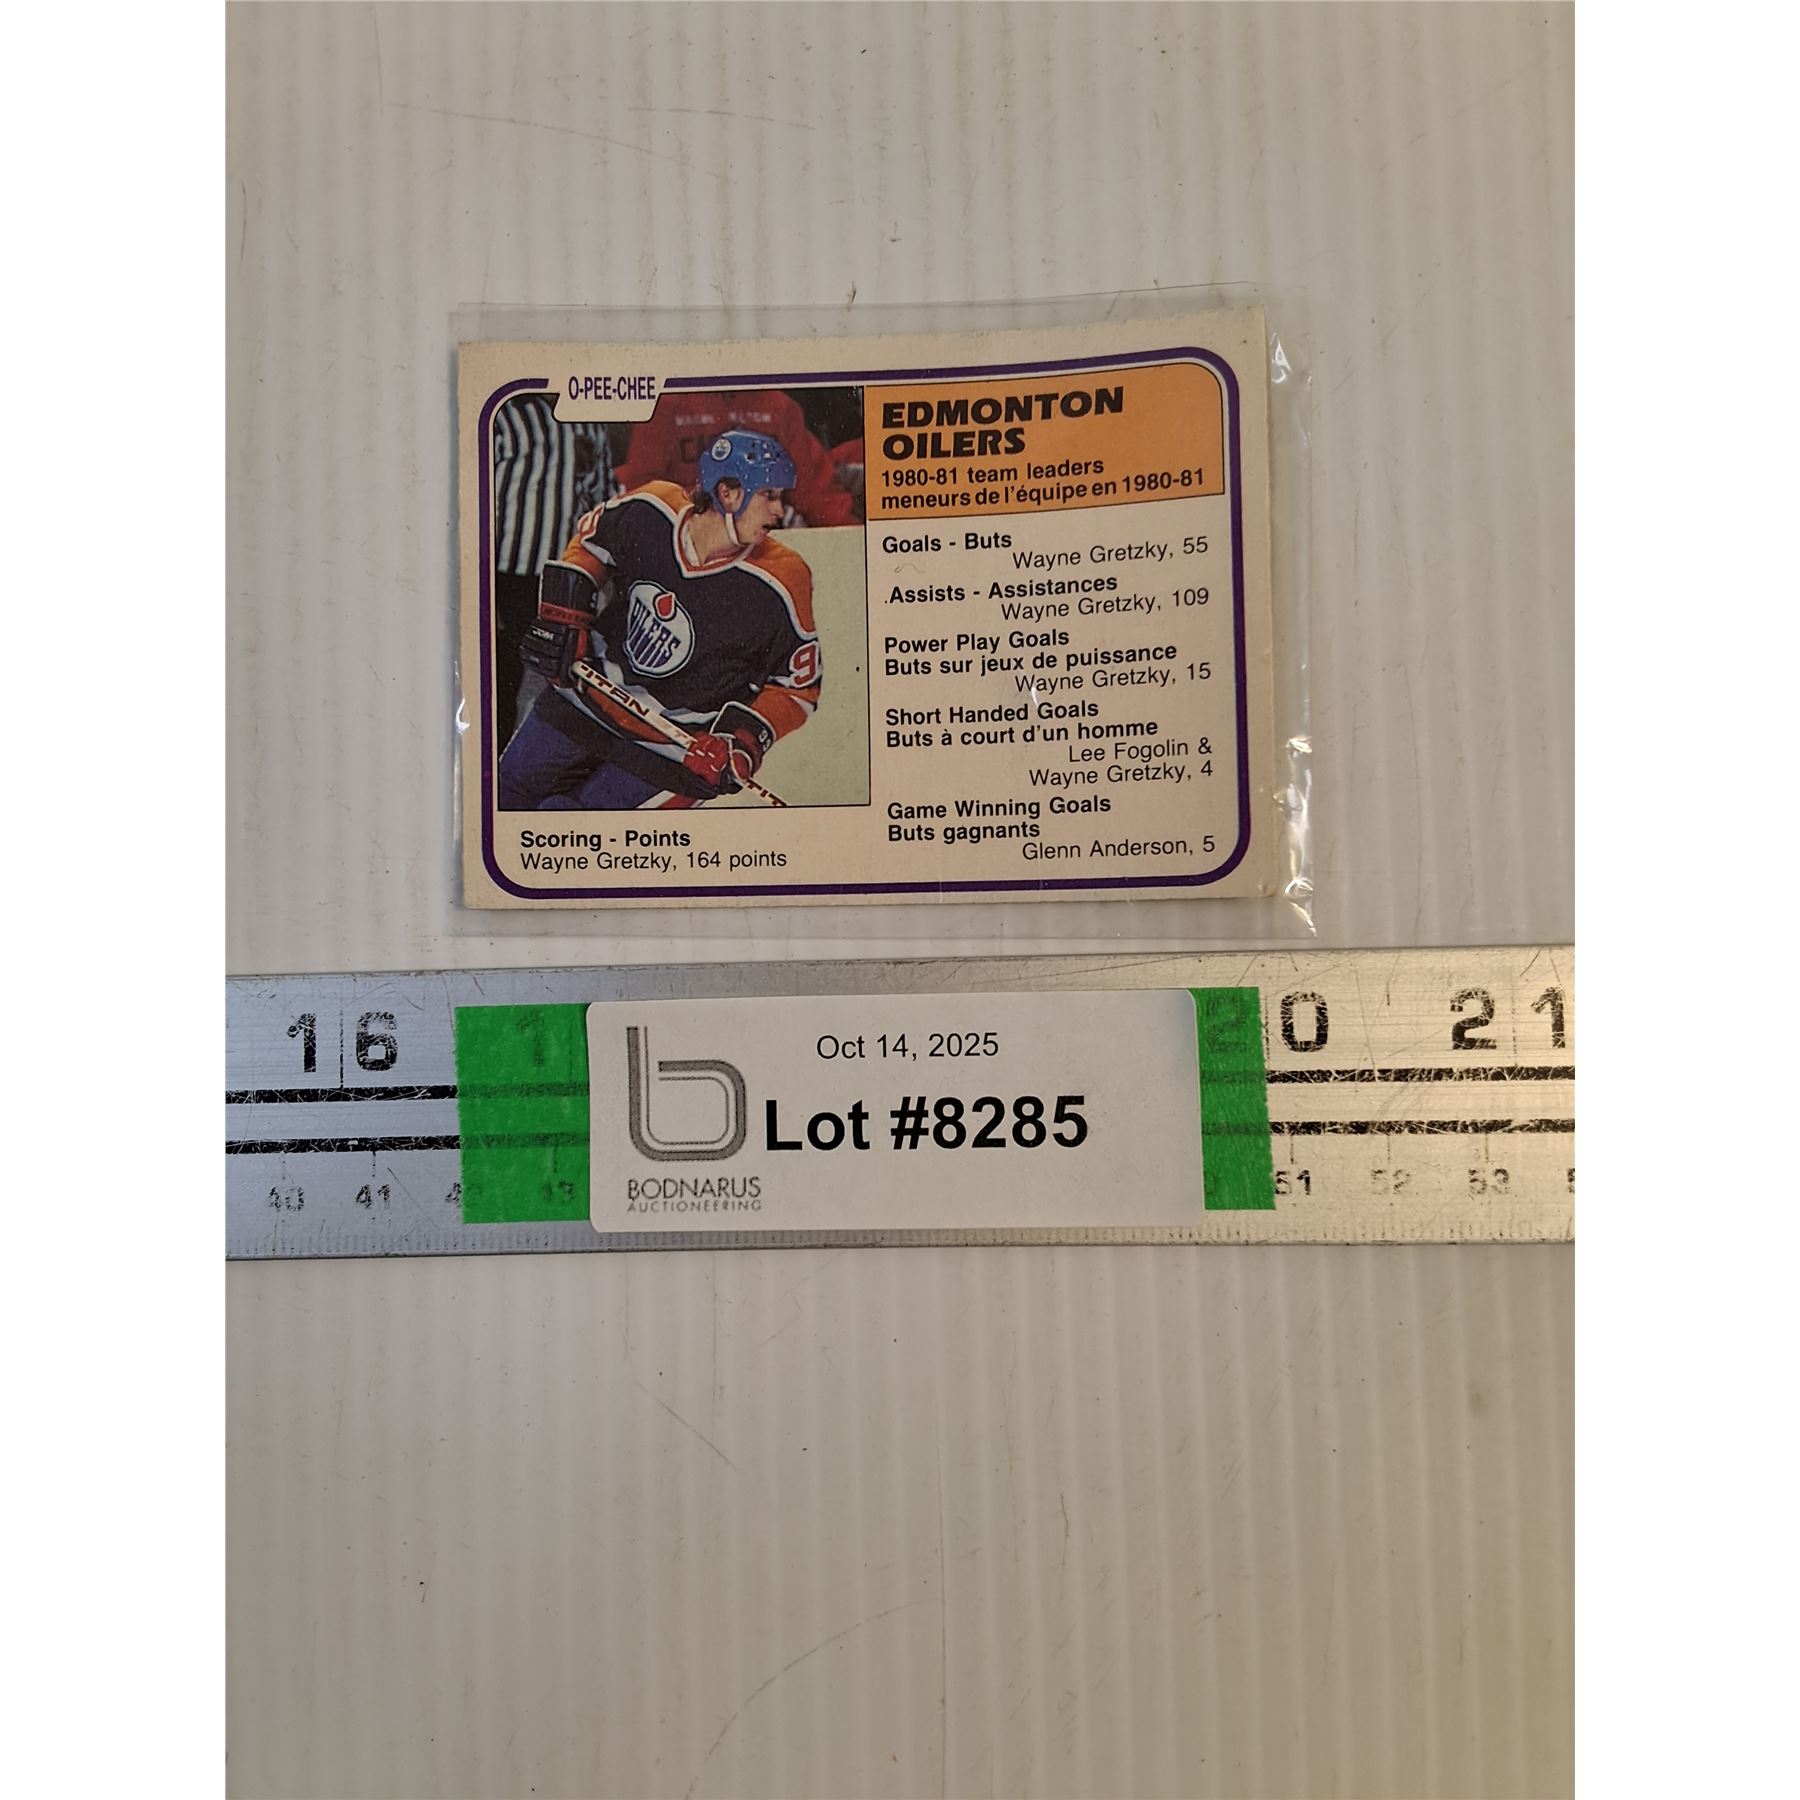 O-PEE-CHEE
EDMONTON
OILERS
1980-81 team leaders
meneurs de l'équipe en 1980-81
Goals - Buts
Wayne Gretzky, 55
Assists - Assistances
Wayne Gretzky, 109
Power Play Goals
Buts sur jeux de puissance
Wayne Gretzky, 15
Short Handed Goals
Buts à court d'un homme
Lee Fogolin &
Wayne Gretzky, 4
Game Winning Goals
Buts gagnants
Glenn Anderson, 5
Scoring - Points
Wayne Gretzky, 164 points
OILERS
9
TITAN
16 20 21
Oct 14, 2025
Lot #8285
BODNARUS
AUCTIONEERING
40 41 51 52 53